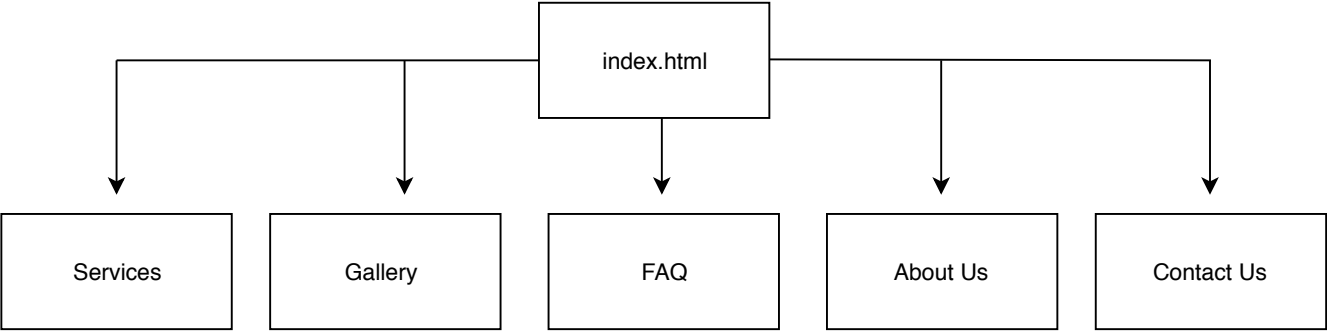 index.html
Services
Gallery
FAQ
About Us
Contact Us